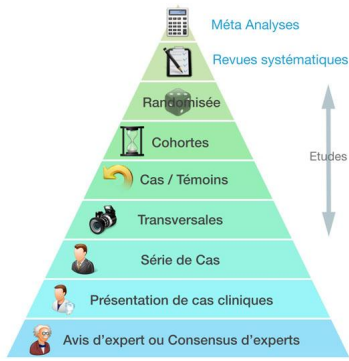 Méta Analyses
Revues systématiques
Randomisée
Cohortes
Etudes
Cas / Témoins
Transversales
Série de Cas
Présentation de cas cliniques
Avis d'expert ou Consensus d'experts